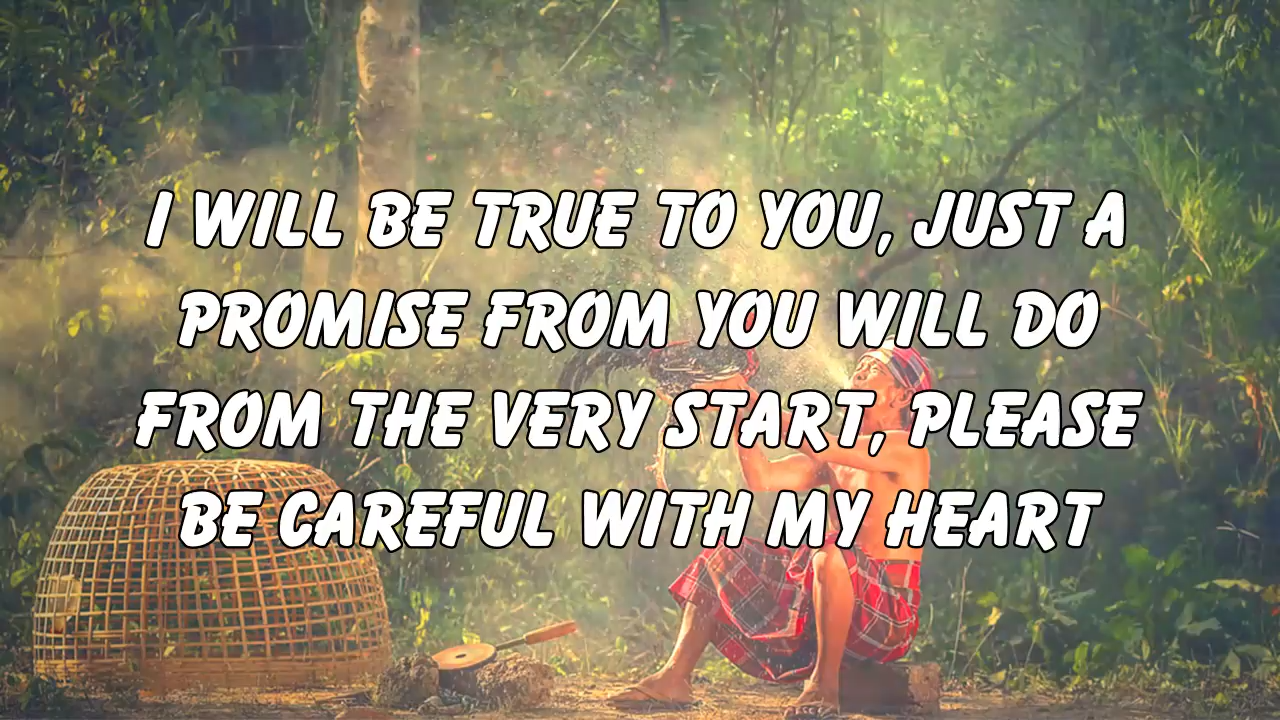 I WILL BE TRUE TO YOU, JUST A
PROMISE FROM YOU WILL DO
FROM THE VERY START, PLEASE
BE CAREFUL WITH MY HEART